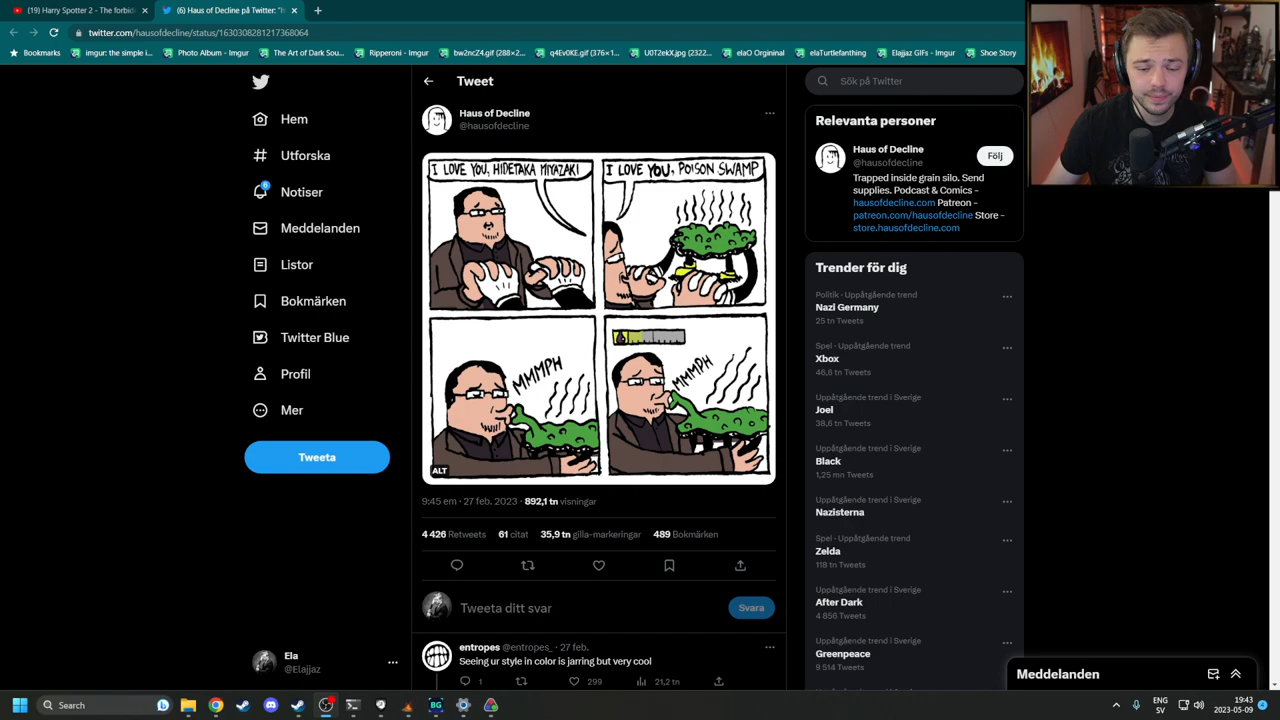 (19) Harry Spotter 2 - The forbid
(6) Haus of Decline på Twitter: "I
twitter.com/hausofdecline/status/1630308281217368064
Bookmarks
imgur: the simple i...
Photo Album - Imgur
The Art of Dark Sou...
Ripperoni - Imgur
bw2nc24.gif (288×2...
q4Ev0KE.gif (376×1...
U0T2ekX.jpg (2322...
elaO Orgininal
elaTurtlefanthing
Elajjaz GIFs - Imgur
Shoe Story
Hem
Utforska
6
Notiser
Meddelanden
Listor
Bokmärken
Twitter Blue
Profil
Mer
Tweeta
Ela
@Elajjaz
Tweet
Haus of Decline
@hausofdecline
I LOVE YOU, HIDETAKA MIYAZAKI
I LOVE YOU, POISON SWAMP
MMMPH
MMMPH
ALT
9:45 em · 27 feb. 2023 · 892,1 tn visningar
4 426 Retweets 61 citat 35,9 tn gilla-markeringar 489 Bokmärken
Tweeta ditt svar
Svara
entropes @entropes_ · 27 feb.
Seeing ur style in color is jarring but very cool
1 299 21,2 tn
Sök på Twitter
Relevanta personer
Haus of Decline
@hausofdecline
Följ
Trapped inside grain silo. Send
supplies. Podcast & Comics -
hausofdecline.com Patreon -
patreon.com/hausofdecline Store -
store.hausofdecline.com
Trender för dig
Politik · Uppåtgående trend
Nazi Germany
25 tn Tweets
Spel · Uppåtgående trend
Xbox
46,6 tn Tweets
Uppåtgående trend i Sverige
Joel
38,6 tn Tweets
Uppåtgående trend i Sverige
Black
1,25 mn Tweets
Uppåtgående trend i Sverige
Nazisterna
Spel · Uppåtgående trend
Zelda
118 tn Tweets
Uppåtgående trend i Sverige
After Dark
4 856 Tweets
Uppåtgående trend i Sverige
Greenpeace
9 514 Tweets
Meddelanden
Search
BG
ENG
SV
19:43
2023-05-09